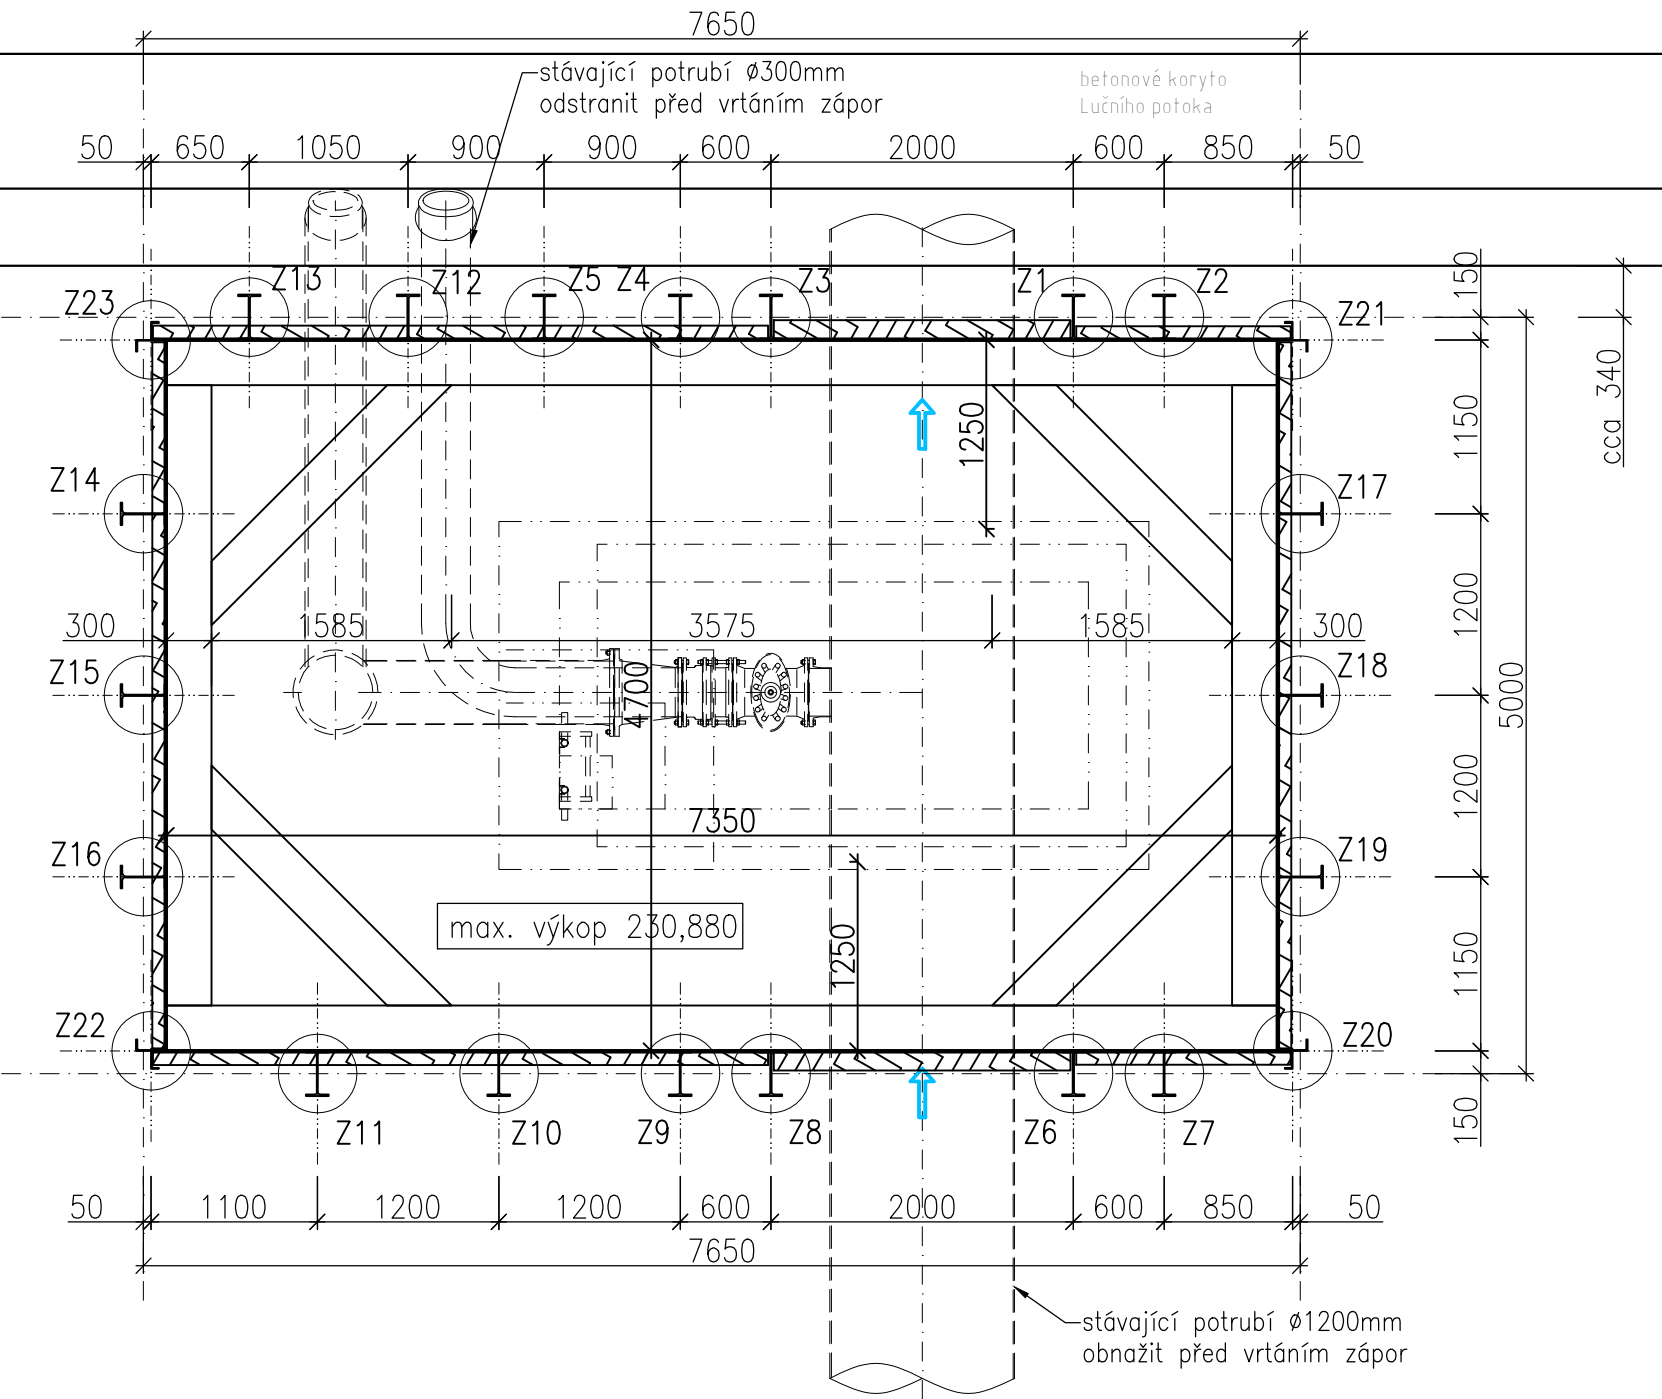 7650
stávající potrubí Ø300mm
odstranit před vrtáním zápor
betonové koryto
Lučního potoka
50 650 1050 900 900 600 2000 600 850 50
150
Z23 Z13 Z12 Z5 Z4 Z3 Z1 Z2 Z21
cca 340
1250
1150
Z14 Z17
1200
300 1585 3575 1585 300
Z15 4700 Z18
5000
7350
1200
Z16 Z19
max. výkop 230,880
1250
1150
Z22 Z20
Z11 Z10 Z9 Z8 Z6 Z7
150
50 1100 1200 1200 600 2000 600 850 50
7650
stávající potrubí Ø1200mm
obnažit před vrtáním zápor